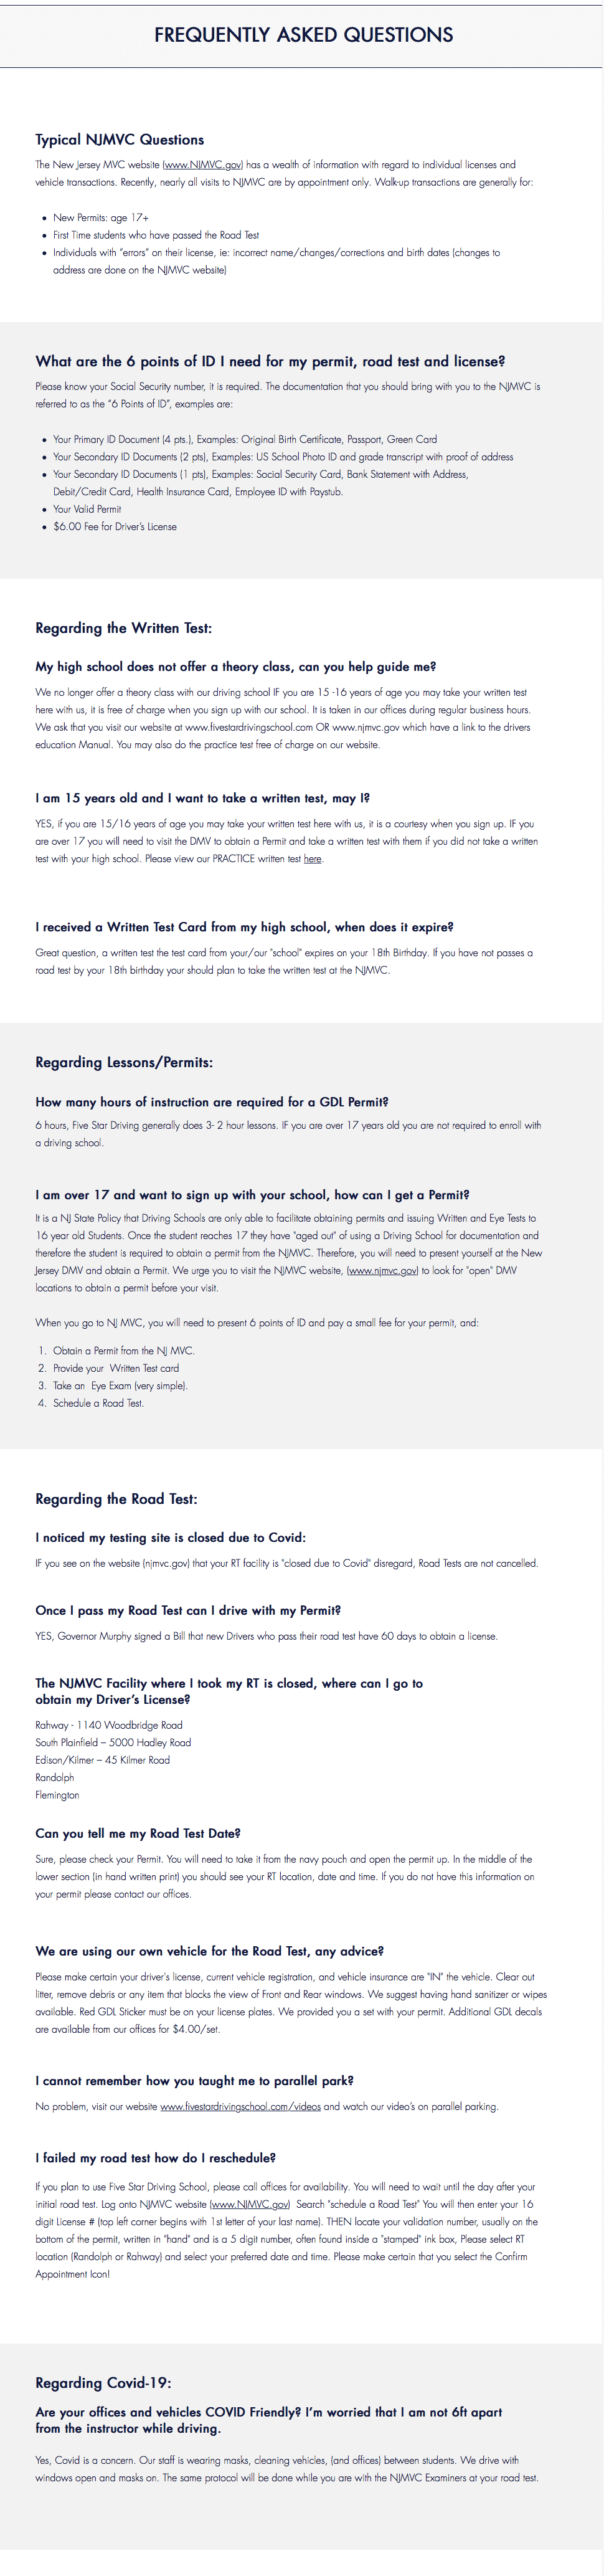 FREQUENTLY ASKED QUESTIONS
Typical NJMVC Questions
The New Jersey MVC website (www.NJMVC.gov) has a wealth of information with regard to individual licenses and
vehicle transactions. Recently, nearly all visits to NJMVC are by appointment only. Walk-up transactions are generally for:
• New Permits: age 17+
• First Time students who have passed the Road Test
• Individuals with "errors" on their license, ie: incorrect name/changes/corrections and birth dates (changes to
address are done on the NJMVC website)
What are the 6 points of ID I need for my permit, road test and license?
Please know your Social Security number, it is required. The documentation that you should bring with you to the NJMVC is
referred to as the "6 Points of ID", examples are:
• Your Primary ID Document (4 pts.), Examples: Original Birth Certificate, Passport, Green Card
• Your Secondary ID Documents (2 pts), Examples: US School Photo ID and grade transcript with proof of address
• Your Secondary ID Documents (1 pts), Examples: Social Security Card, Bank Statement with Address,
Debit/Credit Card, Health Insurance Card, Employee ID with Paystub.
• Your Valid Permit
• $6.00 Fee for Driver's License
Regarding the Written Test:
My high school does not offer a theory class, can you help guide me?
We no longer offer a theory class with our driving school IF you are 15 -16 years of age you may take your written test
here with us, it is free of charge when you sign up with our school. It is taken in our offices during regular business hours.
We ask that you visit our website at www.fivestardrivingschool.com OR www.njmvc.gov which have a link to the drivers
education Manual. You may also do the practice test free of charge on our website.
I am 15 years old and I want to take a written test, may I?
YES, if you are 15/16 years of age you may take your written test here with us, it is a courtesy when you sign up. IF you
are over 17 you will need to visit the DMV to obtain a Permit and take a written test with them if you did not take a written
test with your high school. Please view our PRACTICE written test here.
I received a Written Test Card from my high school, when does it expire?
Great question, a written test the test card from your/our "school" expires on your 18th Birthday. If you have not passes a
road test by your 18th birthday your should plan to take the written test at the NJMVC.
Regarding Lessons/Permits:
How many hours of instruction are required for a GDL Permit?
6 hours, Five Star Driving generally does 3- 2 hour lessons. IF you are over 17 years old you are not required to enroll with
a driving school.
I am over 17 and want to sign up with your school, how can I get a Permit?
It is a NJ State Policy that Driving Schools are only able to facilitate obtaining permits and issuing Written and Eye Tests to
16 year old Students. Once the student reaches 17 they have "aged out" of using a Driving School for documentation and
therefore the student is required to obtain a permit from the NJMVC. Therefore, you will need to present yourself at the New
Jersey DMV and obtain a Permit. We urge you to visit the NJMVC website, (www.njmvc.gov) to look for "open" DMV
locations to obtain a permit before your visit.
When you go to NJ MVC, you will need to present 6 points of ID and pay a small fee for your permit, and:
1. Obtain a Permit from the NJ MVC.
2. Provide your Written Test card
3. Take an Eye Exam (very simple).
4. Schedule a Road Test.
Regarding the Road Test:
I noticed my testing site is closed due to Covid:
IF you see on the website (njmvc.gov) that your RT facility is "closed due to Covid" disregard, Road Tests are not cancelled.
Once I pass my Road Test can I drive with my Permit?
YES, Governor Murphy signed a Bill that new Drivers who pass their road test have 60 days to obtain a license.
The NJMVC Facility where I took my RT is closed, where can I go to
obtain my Driver's License?
Rahway - 1140 Woodbridge Road
South Plainfield – 5000 Hadley Road
Edison/Kilmer – 45 Kilmer Road
Randolph
Flemington
Can you tell me my Road Test Date?
Sure, please check your Permit. You will need to take it from the navy pouch and open the permit up. In the middle of the
lower section (in hand written print) you should see your RT location, date and time. If you do not have this information on
your permit please contact our offices.
We are using our own vehicle for the Road Test, any advice?
Please make certain your driver's license, current vehicle registration, and vehicle insurance are "IN" the vehicle. Clear out
litter, remove debris or any item that blocks the view of Front and Rear windows. We suggest having hand sanitizer or wipes
available. Red GDL Sticker must be on your license plates. We provided you a set with your permit. Additional GDL decals
are available from our offices for $4.00/set.
I cannot remember how you taught me to parallel park?
No problem, visit our website www.fivestardrivingschool.com/videos and watch our video's on parallel parking.
I failed my road test how do I reschedule?
If you plan to use Five Star Driving School, please call offices for availability. You will need to wait until the day after your
initial road test. Log onto NJMVC website (www.NJMVC.gov) Search "schedule a Road Test" You will then enter your 16
digit License # (top left corner begins with 1st letter of your last name). THEN locate your validation number, usually on the
bottom of the permit, written in "hand" and is a 5 digit number, often found inside a "stamped" ink box, Please select RT
location (Randolph or Rahway) and select your preferred date and time. Please make certain that you select the Confirm
Appointment Icon!
Regarding Covid-19:
Are your offices and vehicles COVID Friendly? I'm worried that I am not 6ft apart
from the instructor while driving.
Yes, Covid is a concern. Our staff is wearing masks, cleaning vehicles, (and offices) between students. We drive with
windows open and masks on. The same protocol will be done while you are with the NJMVC Examiners at your road test.